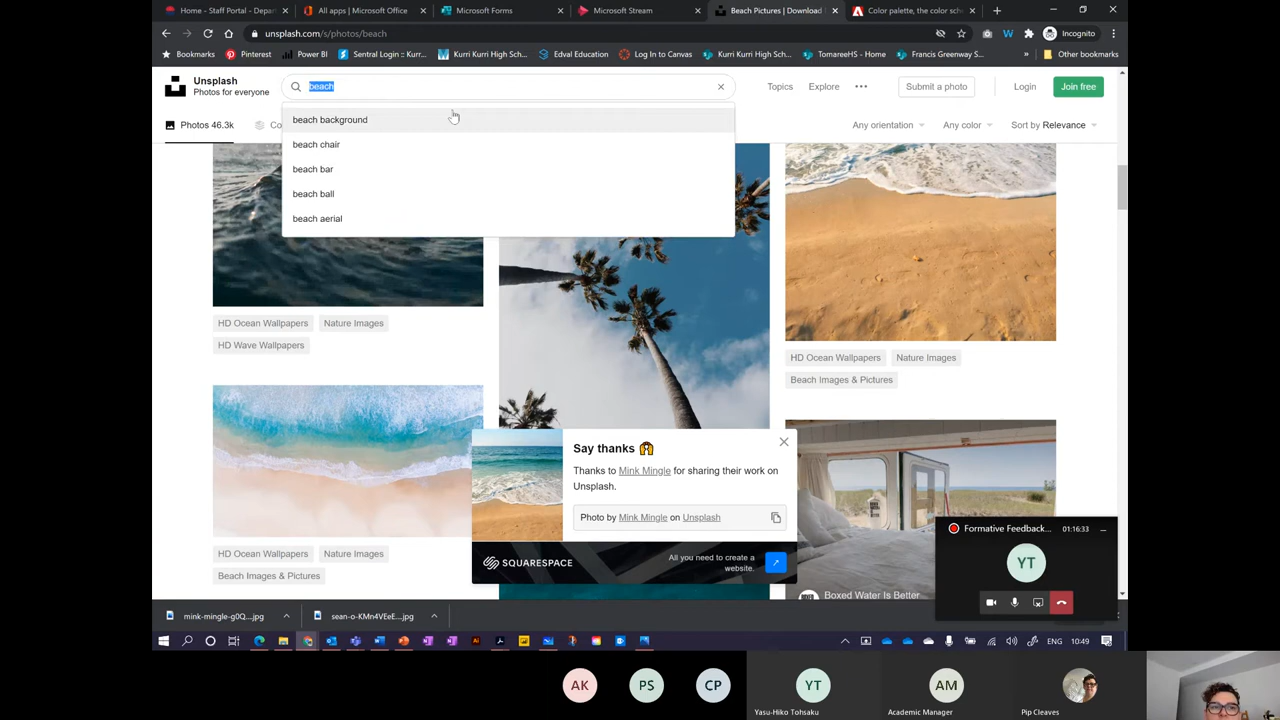 Home - Staff Portal - Depar
All apps | Microsoft Office
Microsoft Forms
Microsoft Stream
Beach Pictures | Download
Color palette, the color sch
unsplash.com/s/photos/beach
Incognito
Bookmarks
Pinterest
Power BI
Sentral Login :: Kurr...
Kurri Kurri High Sch...
Edval Education
Log In to Canvas
Kurri Kurri High Sch...
TomareeHS - Home
Francis Greenway S...
Other bookmarks
Unsplash
Photos for everyone
beach
Topics
Explore
Submit a photo
Login
Join free
Photos 46.3k
Co
Any orientation
Any color
Sort by Relevance
beach background
beach chair
beach bar
beach ball
beach aerial
HD Ocean Wallpapers
Nature Images
HD Wave Wallpapers
HD Ocean Wallpapers
Nature Images
Beach Images & Pictures
Say thanks
Thanks to Mink Mingle for sharing their work on
Unsplash.
Photo by Mink Mingle on Unsplash
SQUARESPACE
All you need to create a
website.
HD Ocean Wallpapers
Nature Images
Beach Images & Pictures
Boxed Water Is Better
Formative Feedback...
01:16:33
YT
mink-mingle-g0Q....jpg
sean-o-KMn4VEeE....jpg
ENG
10:49
AK
PS
CP
YT
Yasu-Hiko Tohsaku
AM
Academic Manager
Pip Cleaves